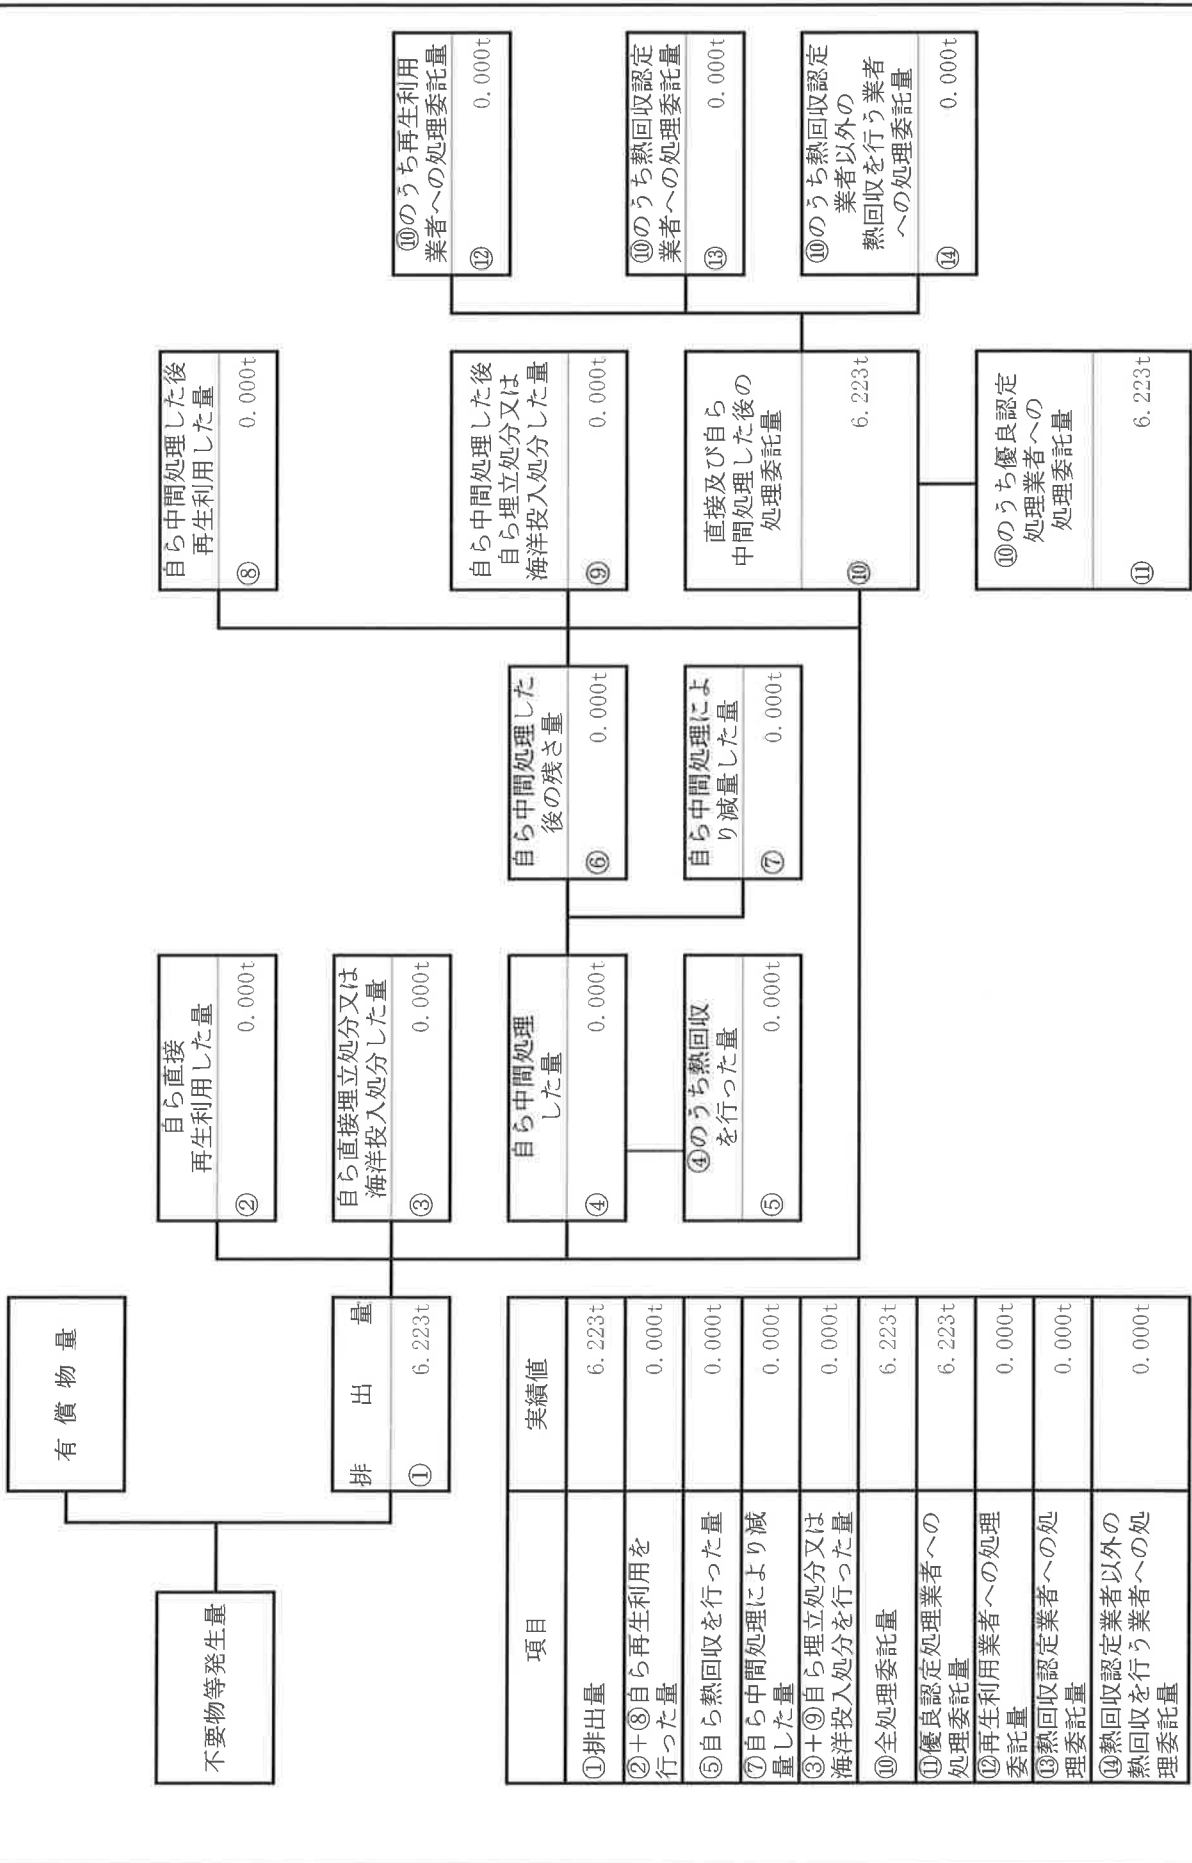 不要物等発生量
有償物量
排出量
① 6.223t
自ら直接
再生利用した量
② 0.000t
自ら直接埋立処分又は
海洋投入処分した量
③ 0.000t
自ら中間処理
した量
④ 0.000t
④のうち熱回収
を行った量
⑤ 0.000t
自ら中間処理した
後の残さ量
⑥ 0.000t
自ら中間処理によ
り減量した量
⑦ 0.000t
自ら中間処理した後
再生利用した量
⑧ 0.000t
自ら中間処理した後
自ら埋立処分又は
海洋投入処分した量
⑨ 0.000t
直接及び自ら
中間処理した後の
処理委託量
⑩ 6.223t
⑩のうち優良認定
処理業者への
処理委託量
⑪ 6.223t
⑩のうち再生利用
業者への処理委託量
⑫ 0.000t
⑩のうち熱回収認定
業者への処理委託量
⑬ 0.000t
⑩のうち熱回収認定
業者以外の
熱回収を行う業者
への処理委託量
⑭ 0.000t
項目 実績値
①排出量 6.223t
②+⑧自ら再生利用を
行った量 0.000t
⑤自ら熱回収を行った量 0.000t
⑦自ら中間処理により減
量した量 0.000t
③+⑨自ら埋立処分又は
海洋投入処分を行った量 0.000t
⑩全処理委託量 6.223t
⑪優良認定処理業者への
処理委託量 6.223t
⑫再生利用業者への処理
委託量 0.000t
⑬熱回収認定業者への処
理委託量 0.000t
⑭熱回収認定業者以外の
熱回収を行う業者への処
理委託量 0.000t